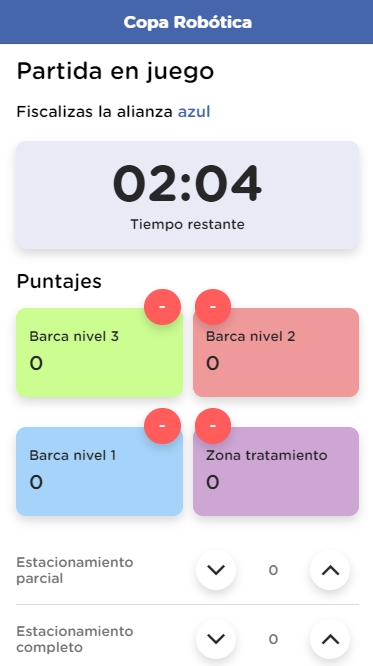 Copa Robótica
Partida en juego
Fiscalizas la alianza azul
02:04
Tiempo restante
Puntajes
- -
Barca nivel 3 Barca nivel 2
0 0
- -
Barca nivel 1 Zona tratamiento
0 0
Estacionamiento
parcial
0
Estacionamiento
completo
0